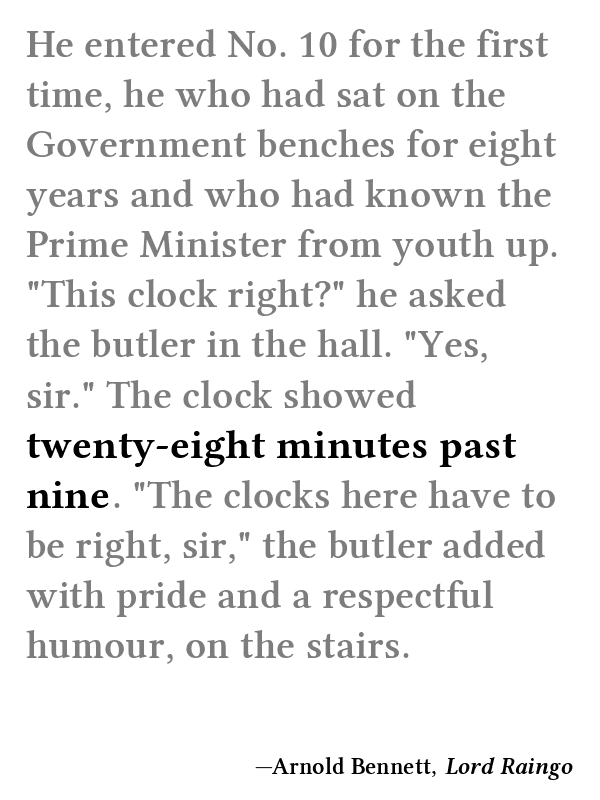 He entered No. 10 for the first
time, he who had sat on the
Government benches for eight
years and who had known the
Prime Minister from youth up.
"This clock right?" he asked
the butler in the hall. "Yes,
sir." The clock showed
twenty-eight minutes past
nine. "The clocks here have to
be right, sir," the butler added
with pride and a respectful
humour, on the stairs.
—Arnold Bennett, Lord Raingo